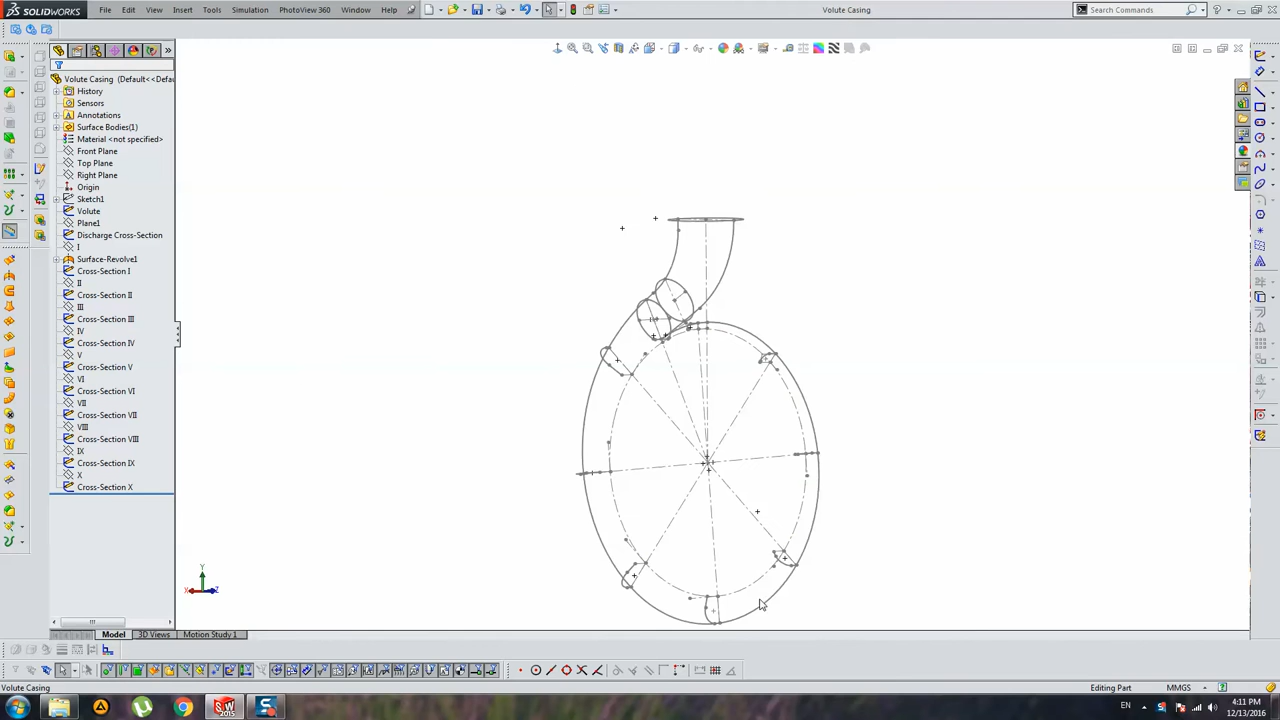 SOLIDWORKS File Edit View Insert Tools Simulation PhotoView 360 Window Help Volute Casing Search Commands
Volute Casing (Default<<Defau
History
Sensors
Annotations
Surface Bodies(1)
Material <not specified>
Front Plane
Top Plane
Right Plane
Origin
Sketch1
Volute
Plane1
Discharge Cross-Section
I
Surface-Revolve1
Cross-Section I
II
Cross-Section II
III
Cross-Section III
IV
Cross-Section IV
V
Cross-Section V
VI
Cross-Section VI
VII
Cross-Section VII
VIII
Cross-Section VIII
IX
Cross-Section IX
X
Cross-Section X
Y
X Z
Model 3D Views Motion Study 1
Volute Casing Editing Part MMGS
EN 4:11 PM
12/13/2016
SW
2015